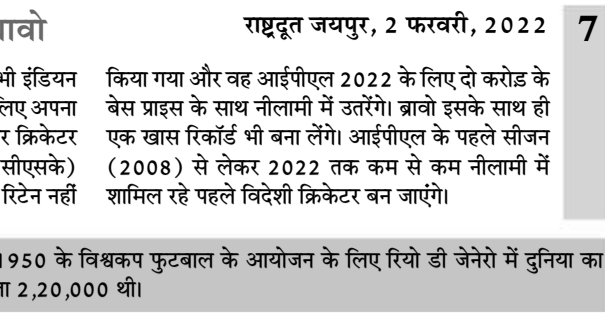 राष्ट्रदूत जयपुर, 2 फरवरी, 2022
7
भी इंडियन
लिए अपना
र क्रिकेटर
सीएसके)
रिटेन नहीं
किया गया और वह आईपीएल 2022 के लिए दो करोड़ के
बेस प्राइस के साथ नीलामी में उतरेंगे। ब्रावो इसके साथ ही
एक खास रिकॉर्ड भी बना लेंगे। आईपीएल के पहले सीजन
(2008) से लेकर 2022 तक कम से कम नीलामी में
शामिल रहे पहले विदेशी क्रिकेटर बन जाएंगे।
1950 के विश्वकप फुटबाल के आयोजन के लिए रियो डी जेनेरो में दुनिया का
2,20,000 थी।